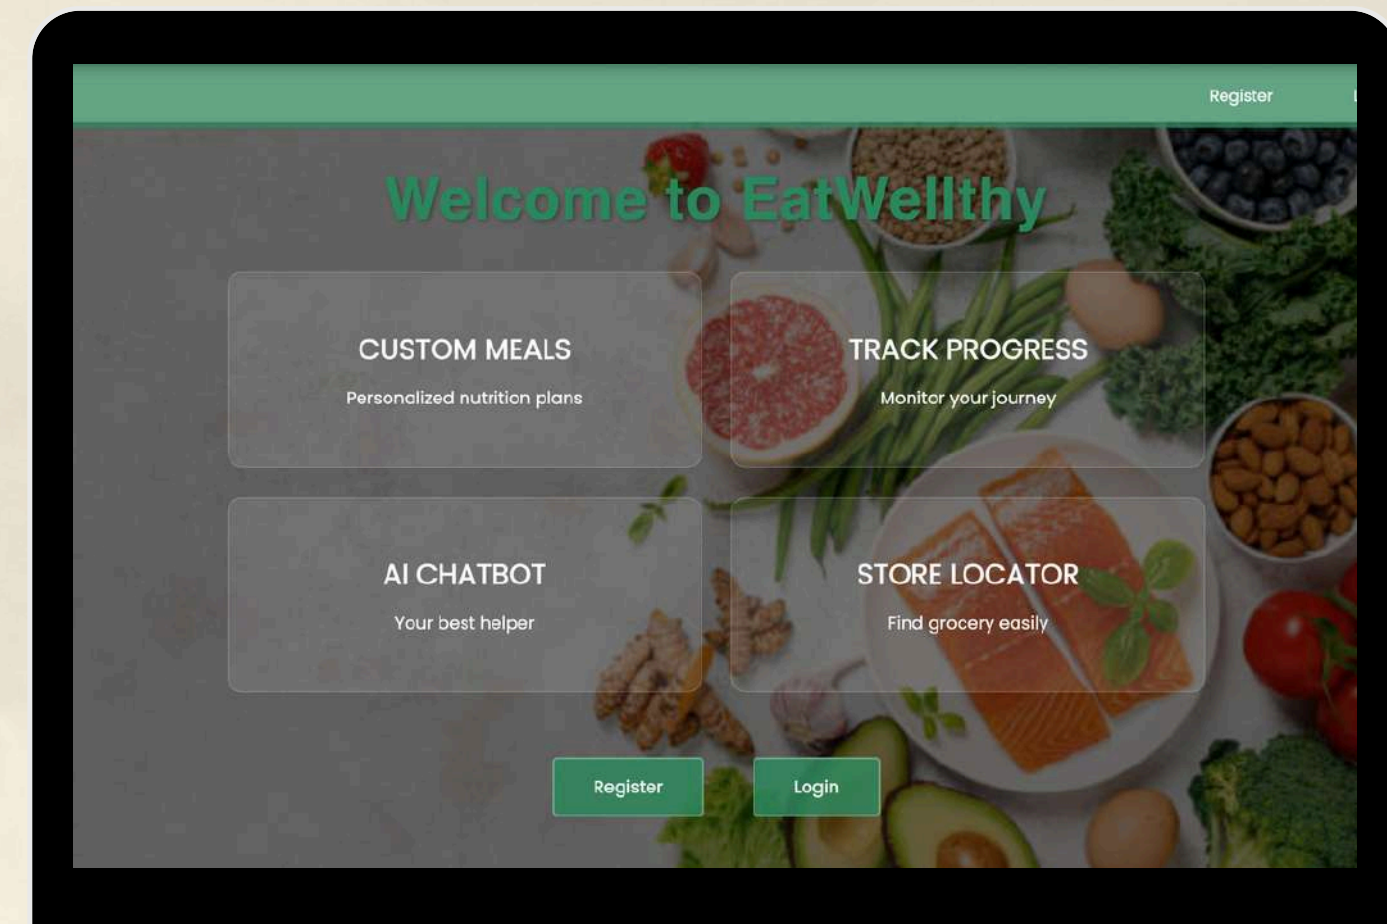 Register
Welcome to EatWellthy
CUSTOM MEALS
Personalized nutrition plans
TRACK PROGRESS
Monitor your journey
AI CHATBOT
Your best helper
STORE LOCATOR
Find grocery easily
Register
Login